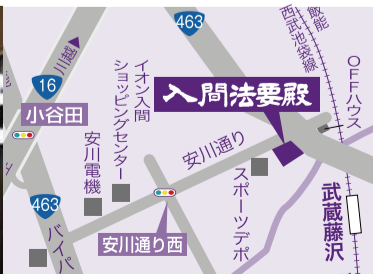 463
飯能
西武池袋線
川越
16
小谷田
イオン入間
ショッピングセンター
入間法要殿
OFFハウス
安川電機
安川通り
スポーツデポ
武蔵藤沢
463
バイパ
安川通り西